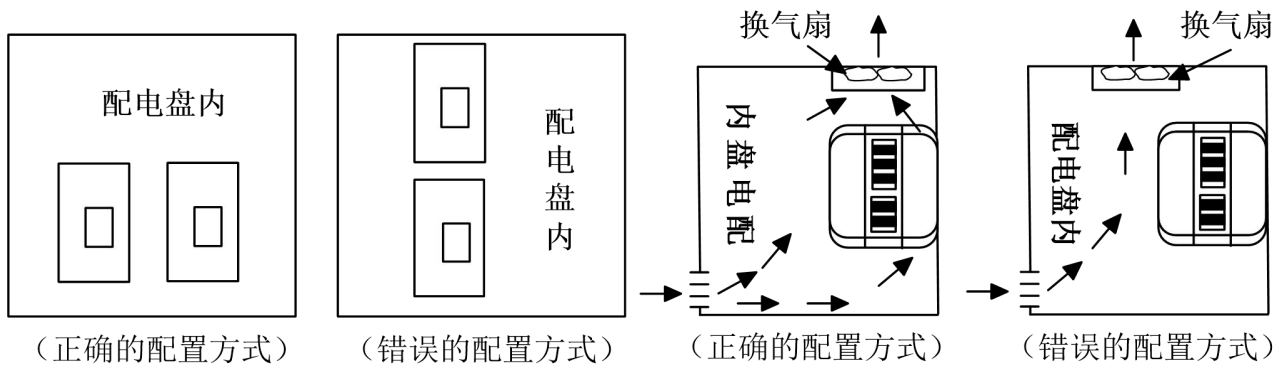 换气扇
换气扇
配电盘内
配电盘内
内盘电配
配电盘内
（正确的配置方式）
（错误的配置方式）
（正确的配置方式）
（错误的配置方式）